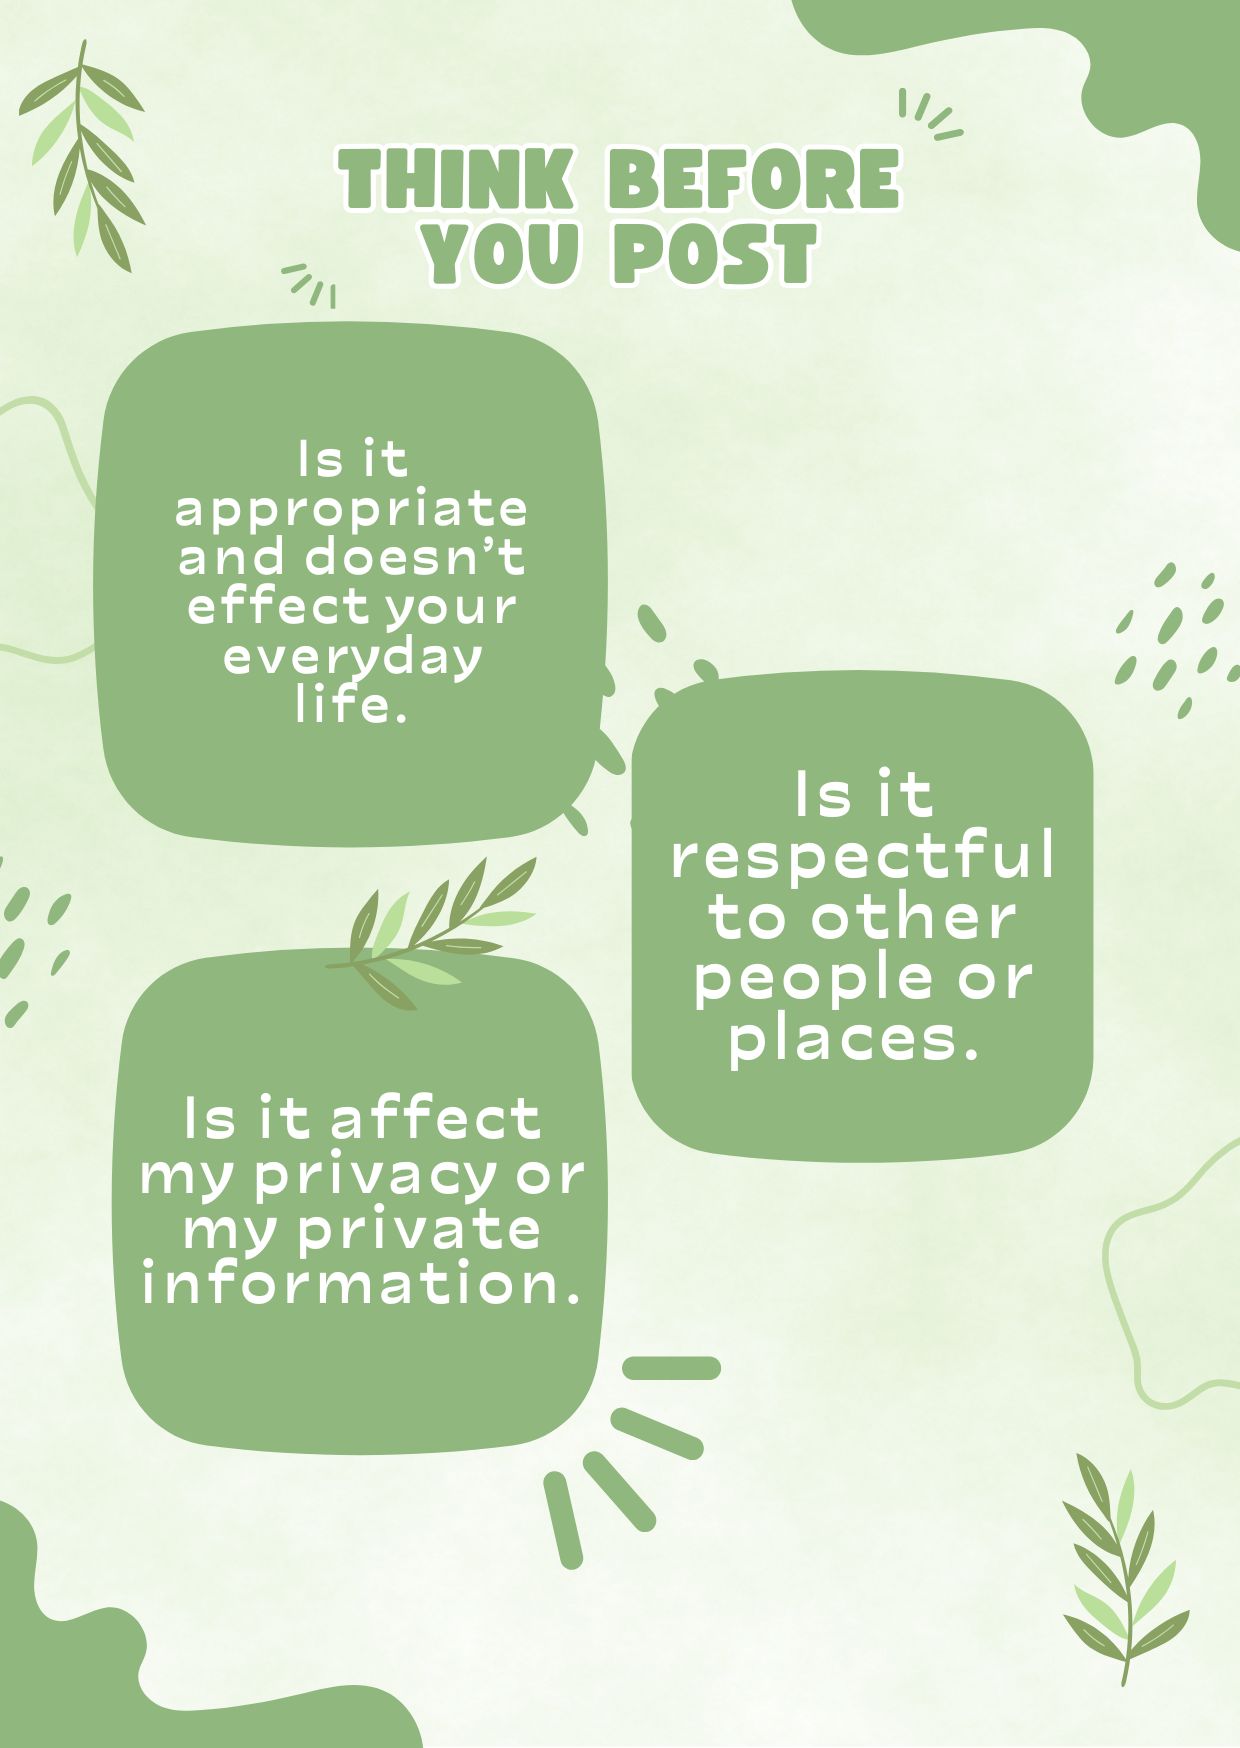 THINK BEFORE
YOU POST
Is it
appropriate
and doesn't
effect your
everyday
life.
Is it
respectful
to other
people or
places.
Is it affect
my privacy or
my private
information.